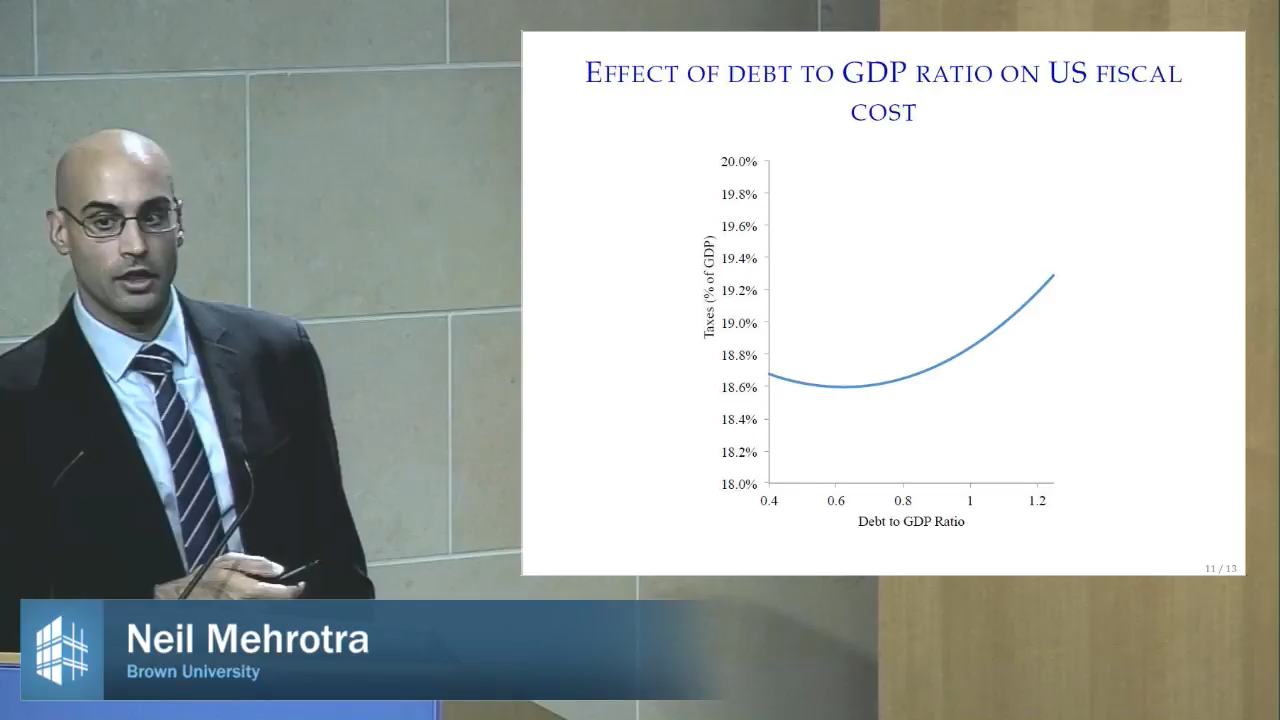 EFFECT OF DEBT TO GDP RATIO ON US FISCAL
COST
20.0%
19.8%
19.6%
19.4%
19.2%
19.0%
18.8%
18.6%
18.4%
18.2%
18.0%
Taxes (% of GDP)
0.4 0.6 0.8 1 1.2
Debt to GDP Ratio
11 / 13
Neil Mehrotra
Brown University